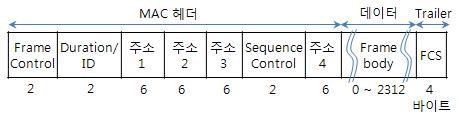 MAC 헤더 데이터 Trailer
Frame Control Duration/ ID 주소 1 주소 2 주소 3 Sequence Control 주소 4 Frame body FCS
2 2 6 6 6 2 6 0 ~ 2312 4
바이트